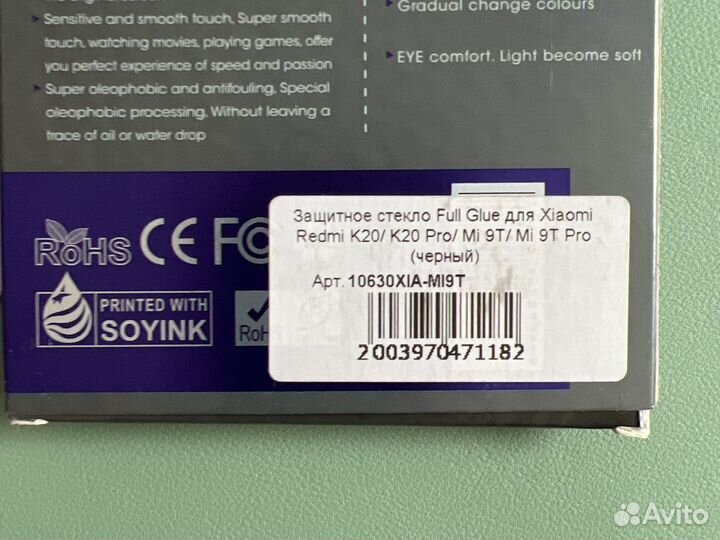 Sensitive and smooth touch, Super smooth
touch, watching movies, playing games, offer
you perfect experience of speed and passion
Super oleophobic and antifouling, Special
oleophobic processing, Without leaving a
trace of oil or water drop
Gradual change colours
EYE comfort. Light become soft
RoHS CE FC
PRINTED WITH
SOYINK
RoH
Защитное стекло Full Glue для Xiaomi
Redmi K20/ K20 Pro/ Mi 9T/ Mi 9T Pro
(черный)
Арт.10630XIA-MI9T
2003970471182
Avito